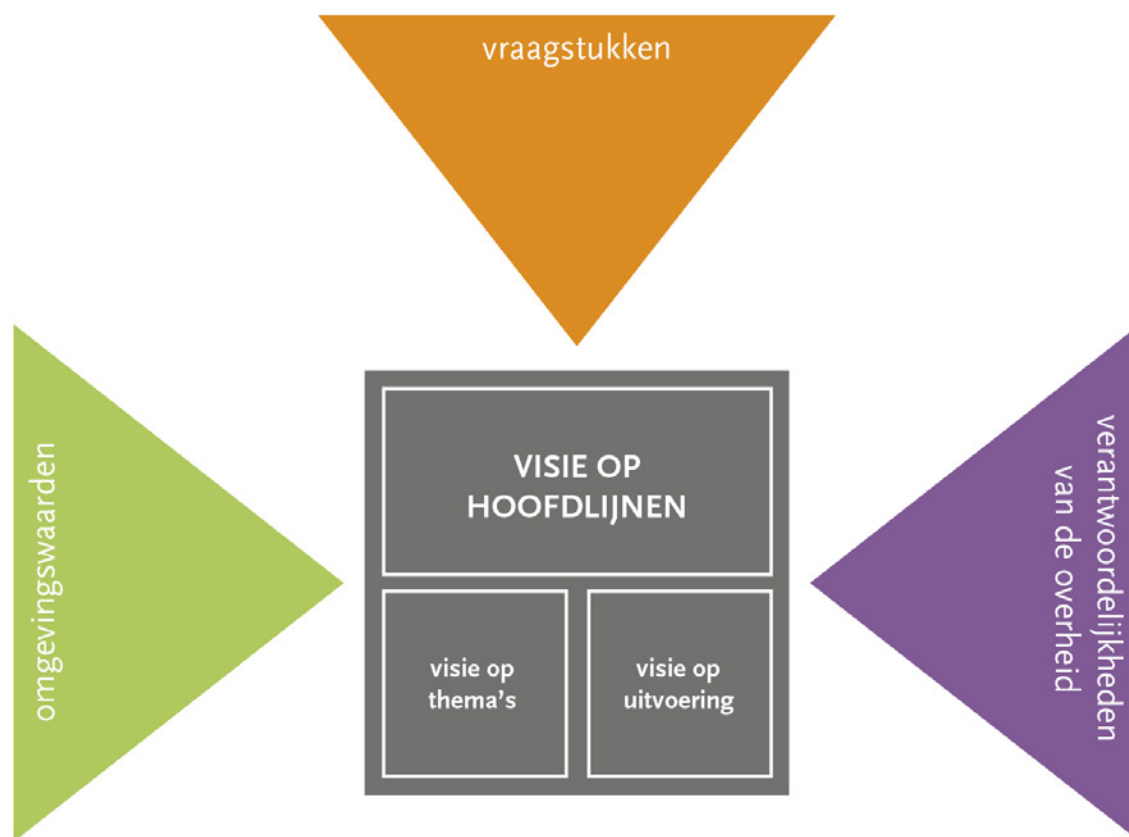 vraagstukken
omgevingswaarden
VISIE OP
HOOFDLIJNEN
visie op
thema's
visie op
uitvoering
verantwoordelijkheden
van de overheid